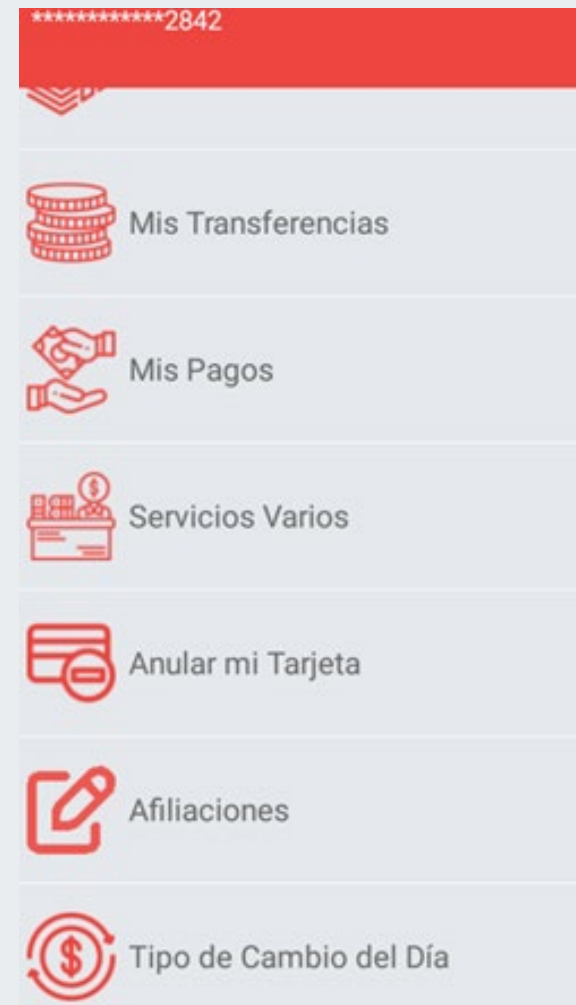 ************2842
Mis Transferencias
Mis Pagos
Servicios Varios
Anular mi Tarjeta
Afiliaciones
Tipo de Cambio del Día